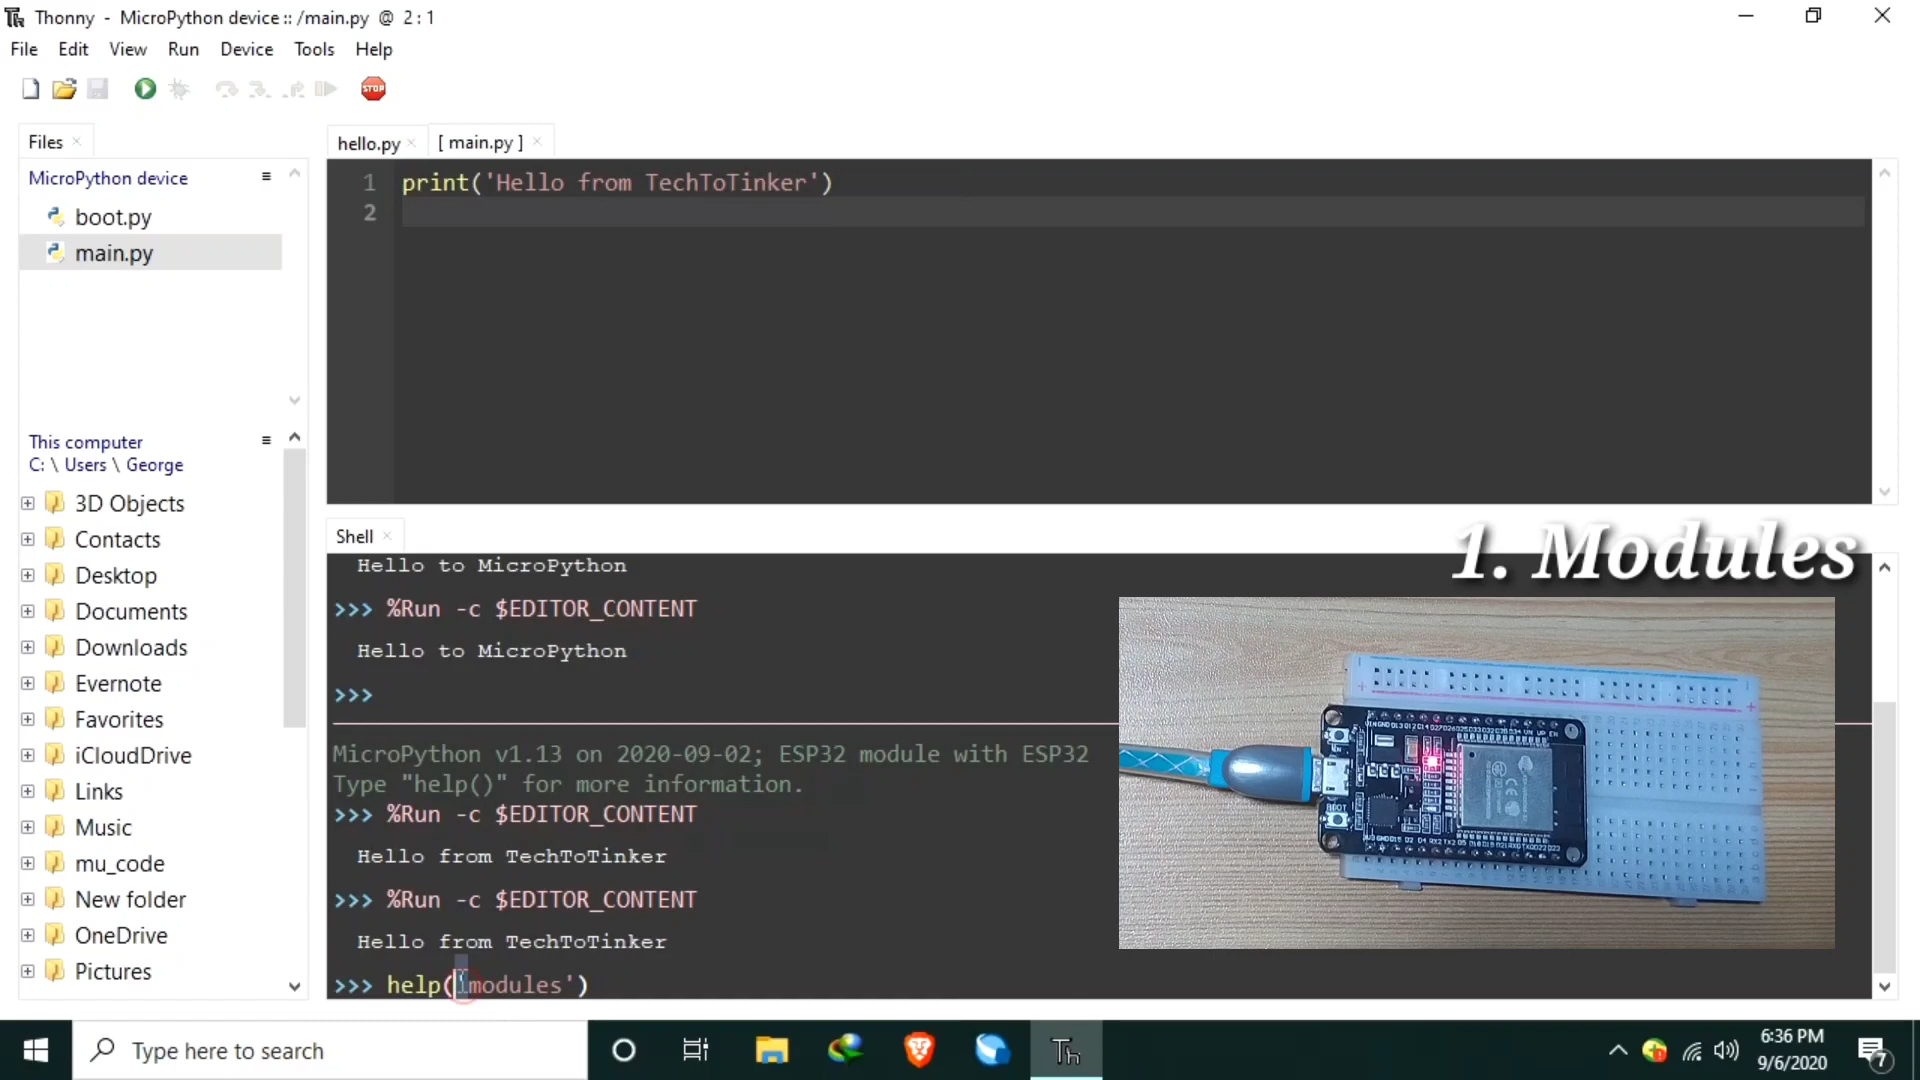 Thonny - MicroPython device :: /main.py @ 2 : 1
File Edit View Run Device Tools Help
STOP
Files
hello.py
[ main.py ]
MicroPython device
boot.py
main.py
1 print('Hello from TechToTinker')
2
This computer
C: \ Users \ George
3D Objects
Contacts
Desktop
Documents
Downloads
Evernote
Favorites
iCloudDrive
Links
Music
mu_code
New folder
OneDrive
Pictures
Shell
1. Modules
Hello to MicroPython
>>> %Run -c $EDITOR_CONTENT
Hello to MicroPython
>>>
MicroPython v1.13 on 2020-09-02; ESP32 module with ESP32
Type "help()" for more information.
>>> %Run -c $EDITOR_CONTENT
Hello from TechToTinker
>>> %Run -c $EDITOR_CONTENT
Hello from TechToTinker
>>> help('modules')
BOOT
Type here to search
Th
6:36 PM
9/6/2020
7